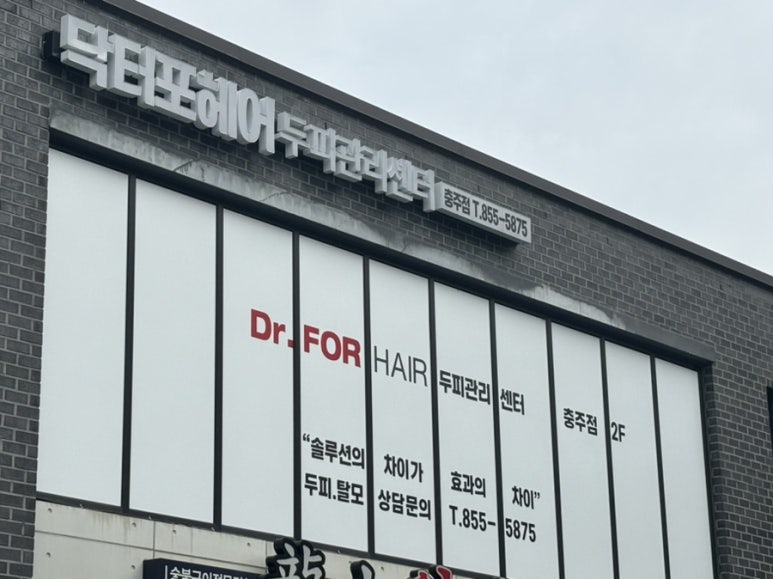 닥터포헤어 두피관리센터 충주점 T.855-5875
Dr.FOR HAIR 두피관리 센터 충주점 2F
“솔루션의 차이가 효과의 차이”
두피.탈모 상담문의 T.855-5875